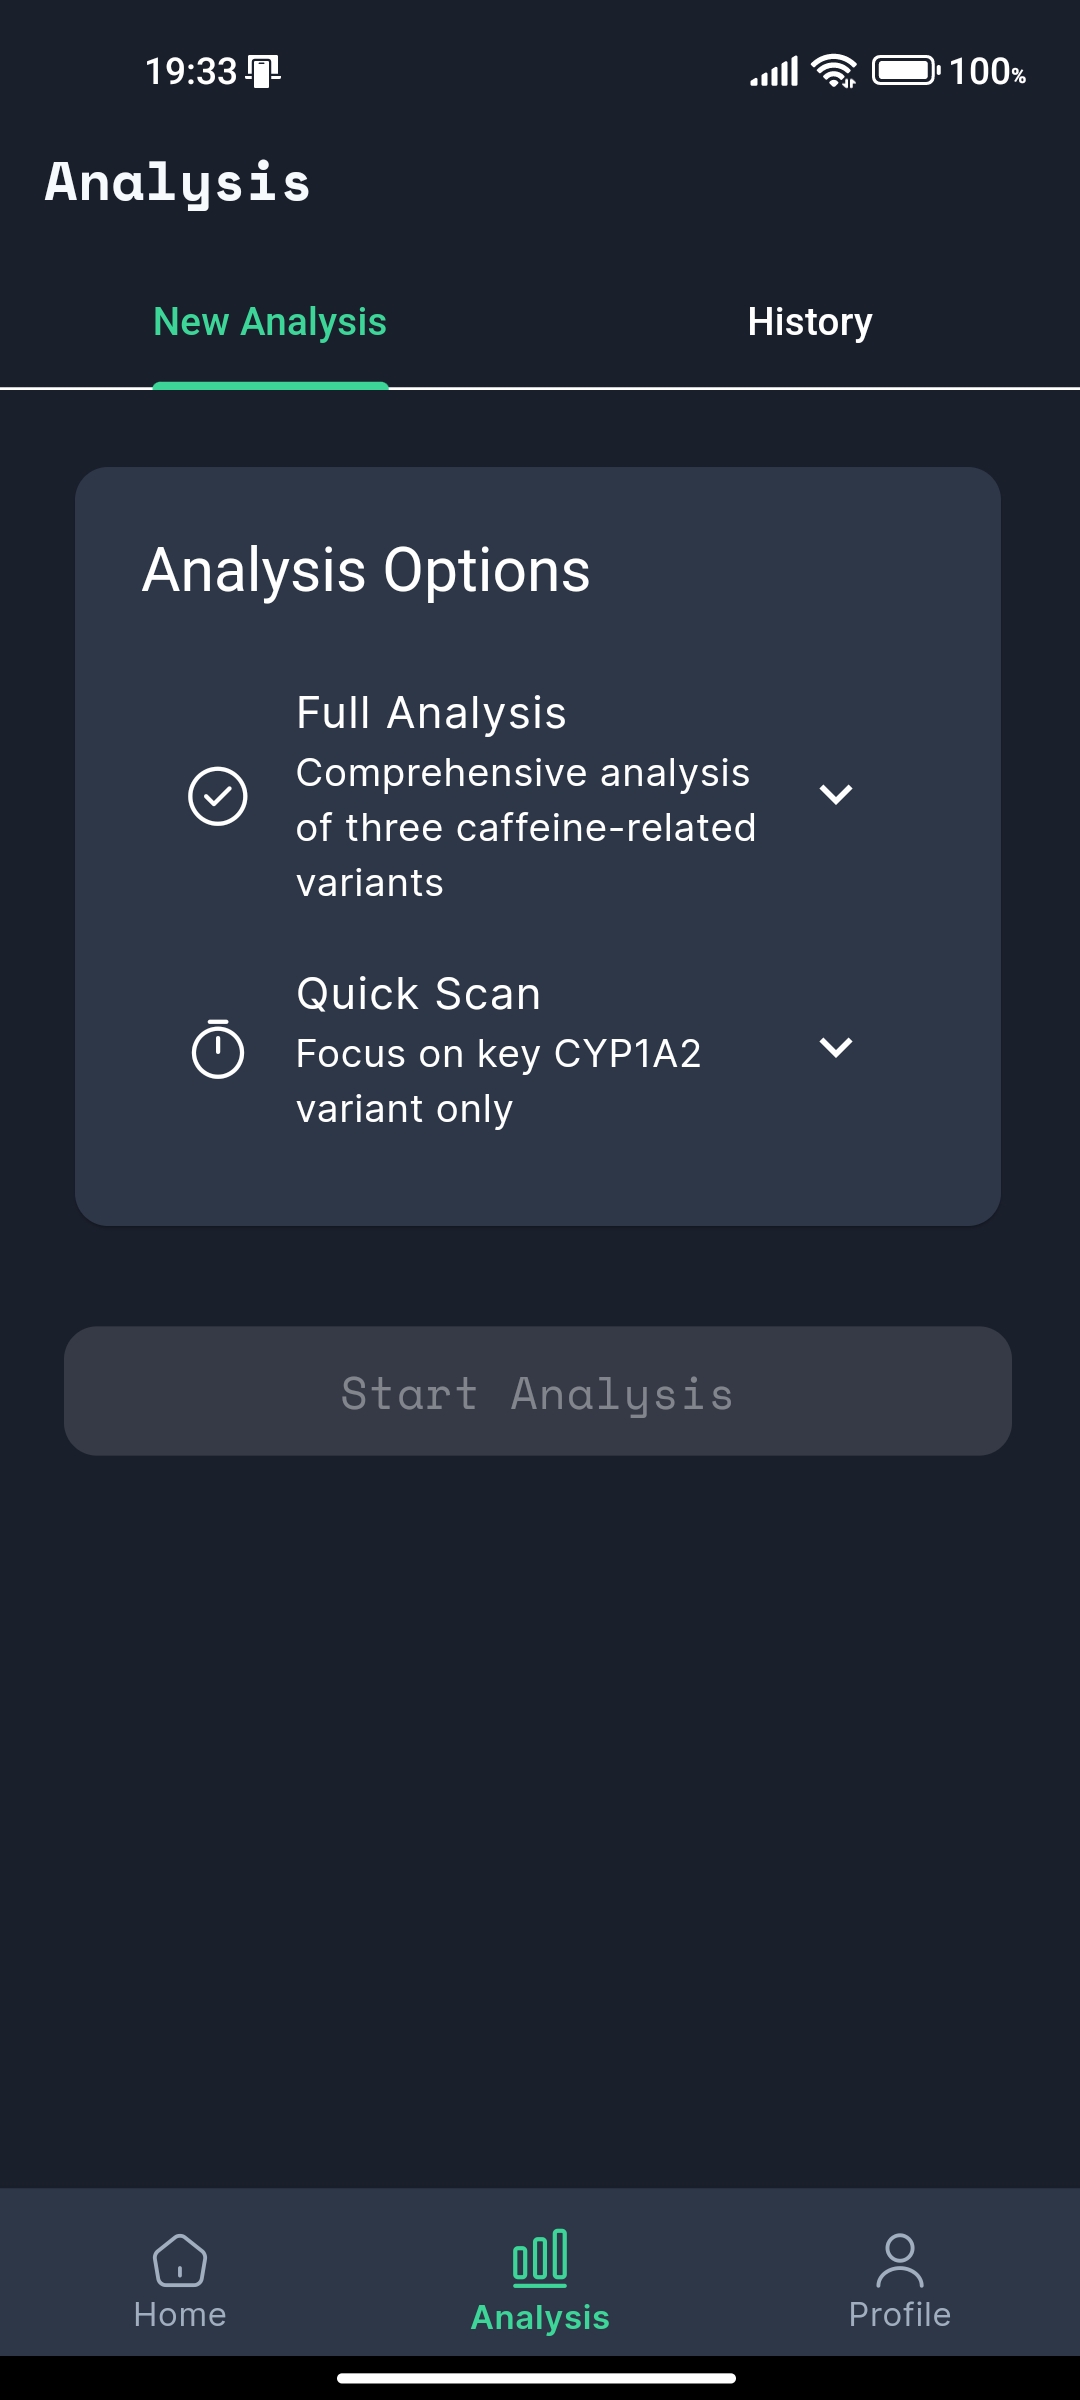 19:33
100%
Analysis
New Analysis
History
Analysis Options
Full Analysis
Comprehensive analysis
of three caffeine-related
variants
Quick Scan
Focus on key CYP1A2
variant only
Start Analysis
Home
Analysis
Profile